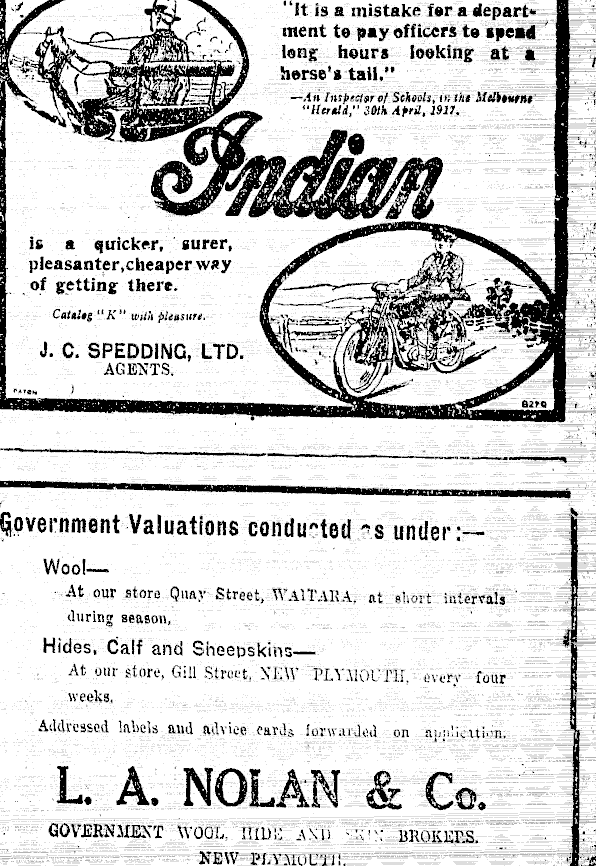 "It is a mistake for a depart-
ment to pay officers to spend
long hours looking at a
horse's tail."
—An Inspector of Schools, in the Melbourne
"Herald," 30th April, 1917.
Indian
is a quicker, surer,
pleasanter, cheaper way
of getting there.
Catalog "K" with pleasure.
J. C. SPEDDING, LTD.
AGENTS.
PATON
B270
Government Valuations conducted as under:—
Wool—
At our store Quay Street, WAITARA, at short intervals
during season,
Hides, Calf and Sheepskins—
At our store, Gill Street, NEW PLYMOUTH, every four
weeks.
Addressed labels and advice cards forwarded on application.
L. A. NOLAN & Co.
GOVERNMENT WOOL, HIDE AND SKIN BROKERS.
NEW PLYMOUTH.